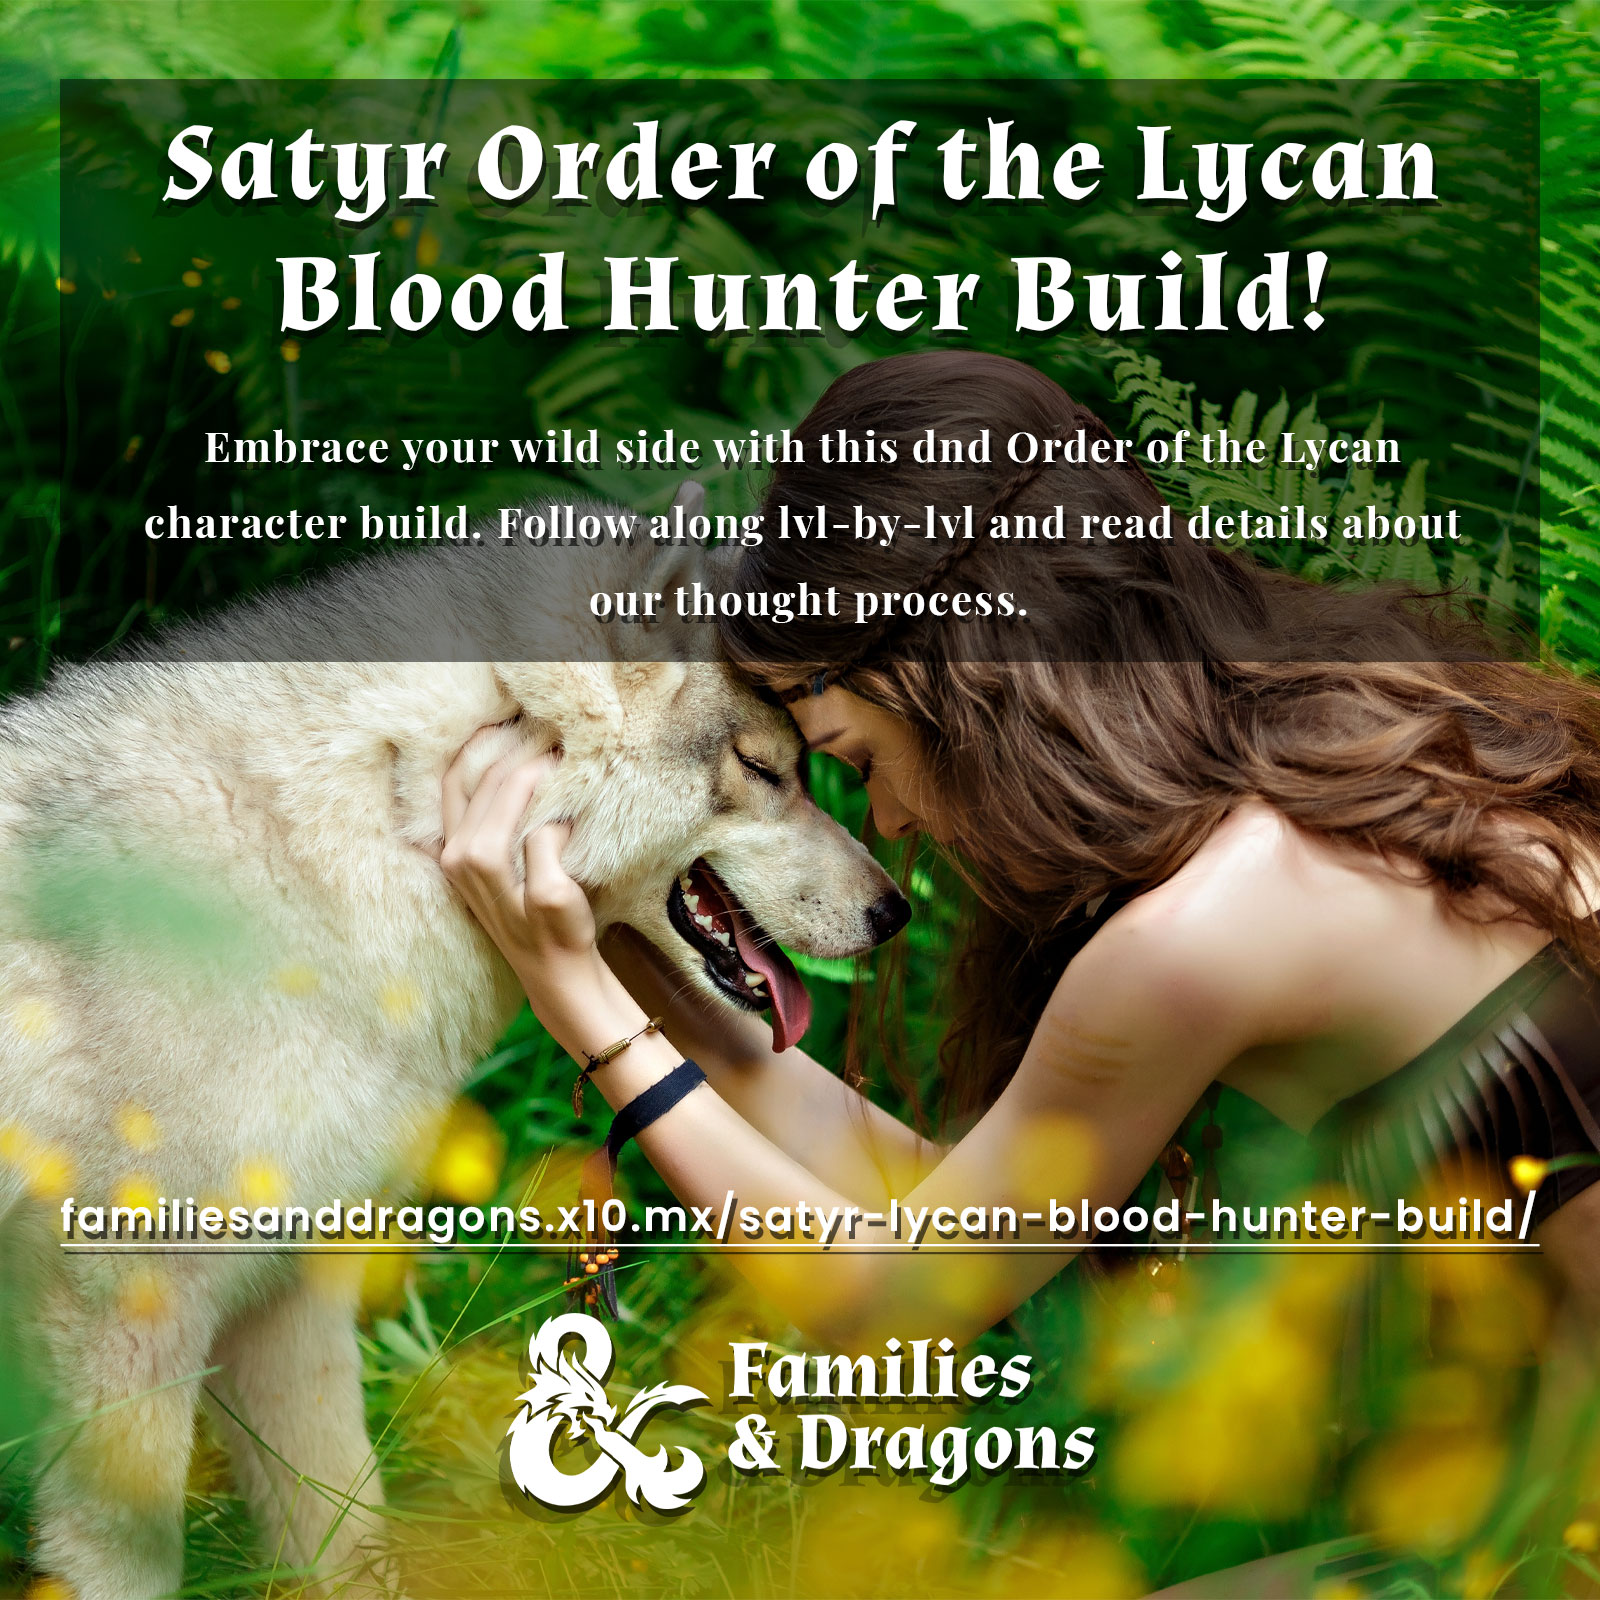 Satyr Order of the Lycan
Blood Hunter Build!
Embrace your wild side with this dnd Order of the Lycan
character build. Follow along lvl-by-lvl and read details about
our thought process.
familiesanddragons.x10.mx/satyr-lycan-blood-hunter-build/
Families
& Dragons